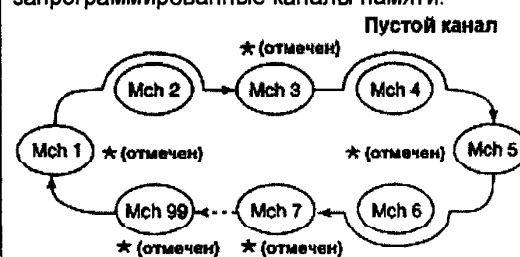 запрограммированные каналы памяти.
Пустой канал
★ (отмечен)
Mch 2
Mch 3
Mch 4
Mch 1
★ (отмечен)
★ (отмечен)
Mch 5
Mch 99
Mch 7
Mch 6
★ (отмечен)
★ (отмечен)